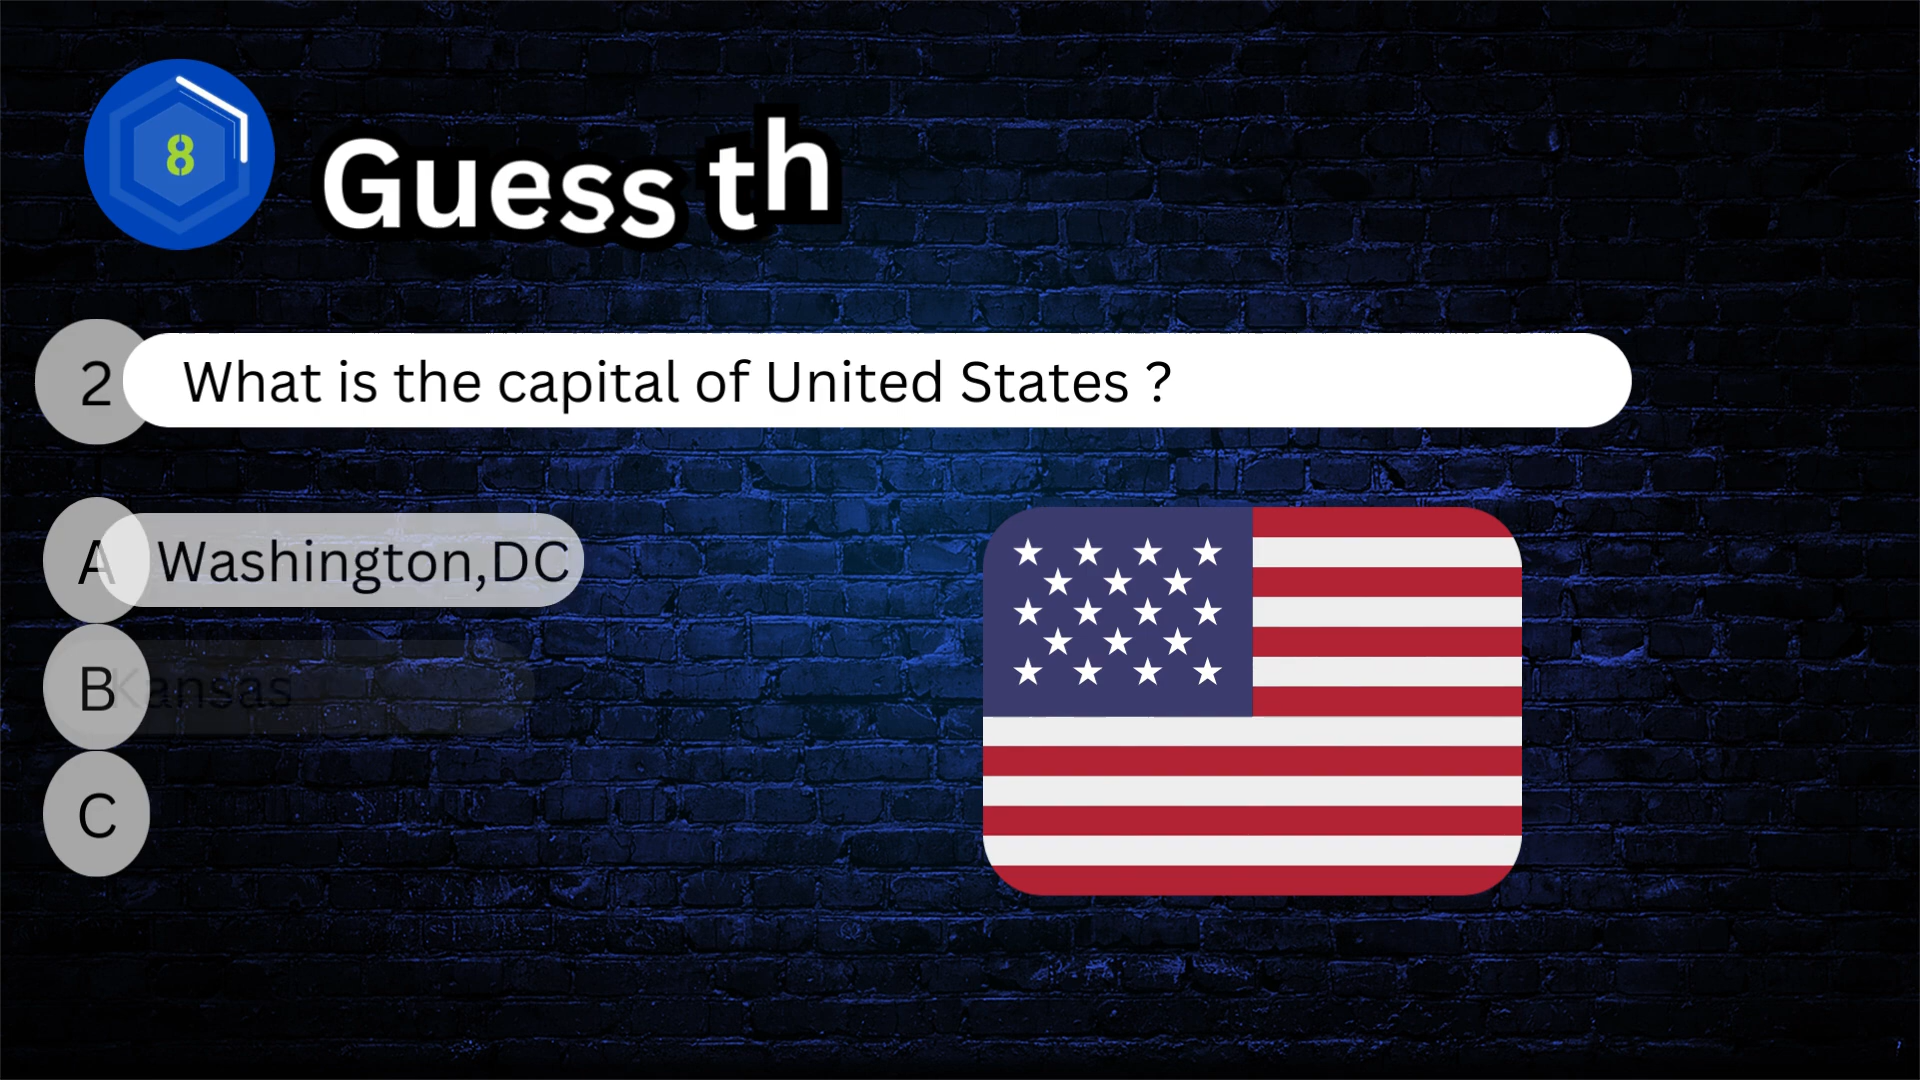 8
Guess th
2
What is the capital of United States ?
A
Washington,DC
B
Kansas
C